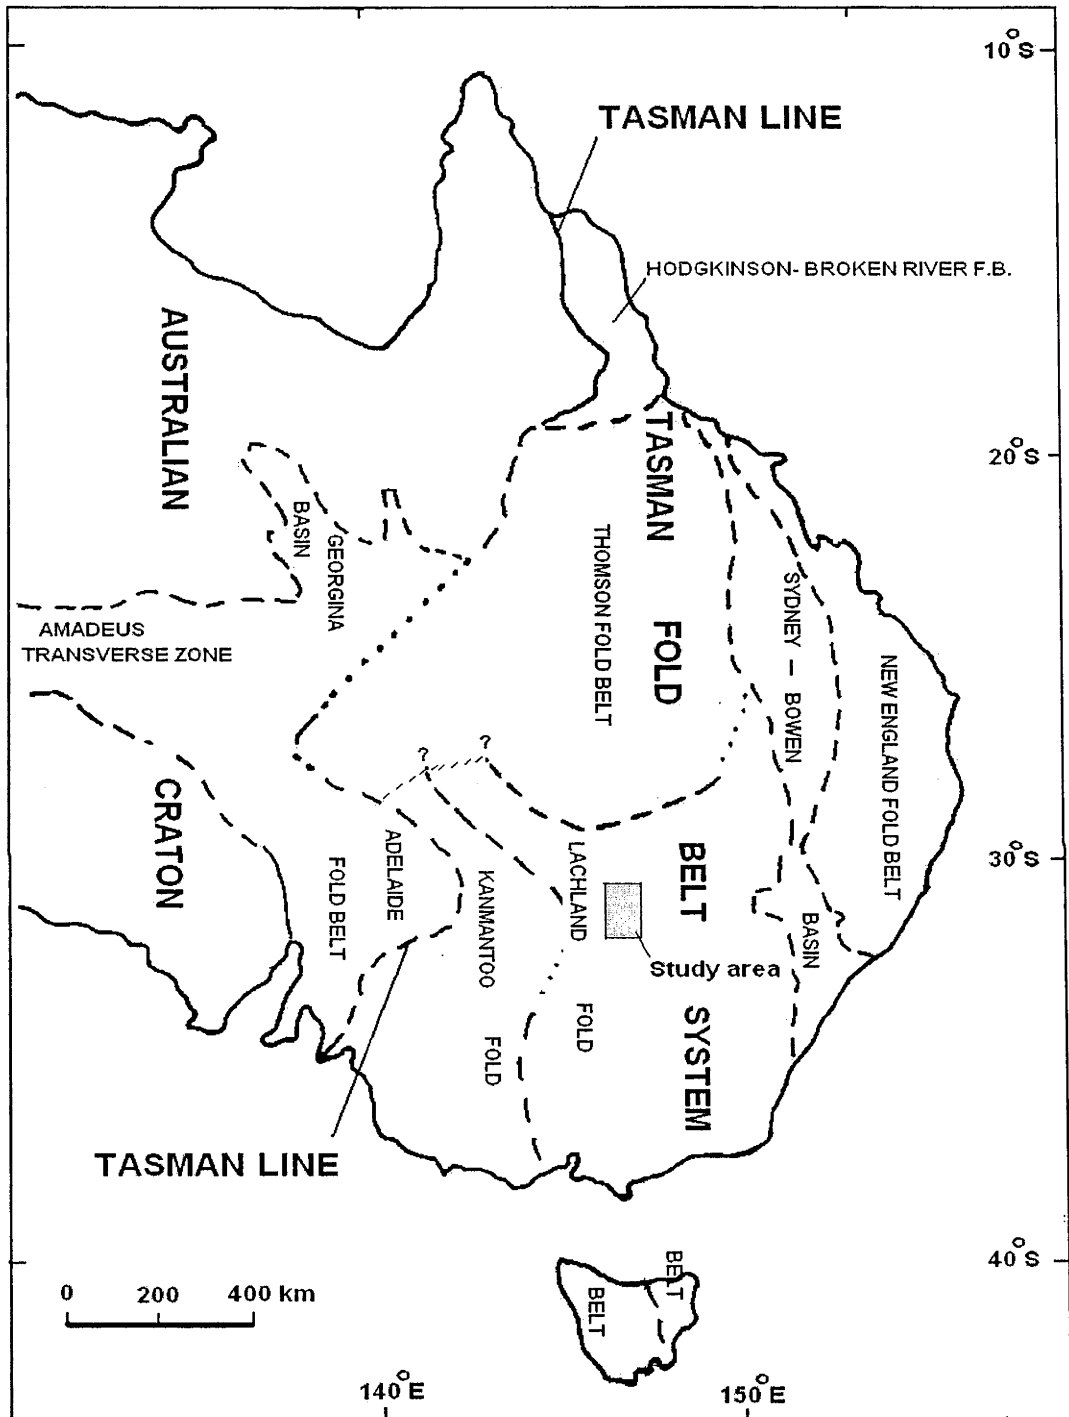 10°S
TASMAN LINE
HODGKINSON- BROKEN RIVER F.B.
AUSTRALIAN
CRATON
TASMAN
FOLD
BELT
SYSTEM
20°S
GEORGINA
BASIN
THOMSON FOLD BELT
SYDNEY – BOWEN
BASIN
NEW ENGLAND FOLD BELT
AMADEUS
TRANSVERSE ZONE
?
?
30°S
ADELAIDE
FOLD BELT
KANMANTOO
FOLD
BELT
LACHLAND
FOLD
BELT
Study area
TASMAN LINE
40°S
0 200 400 km
140°E
150°E